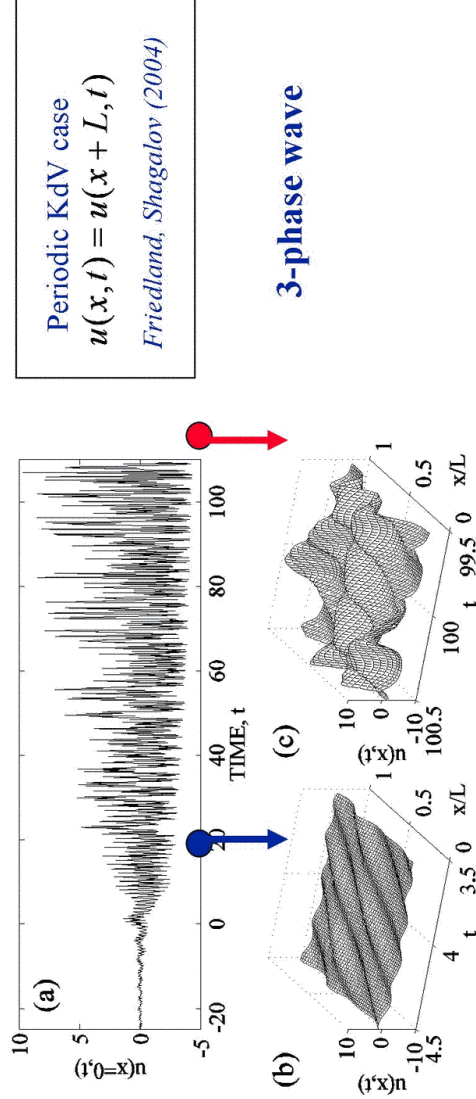 Periodic KdV case
u(x,t) = u(x + L,t)
Friedland, Shagalov (2004)
3-phase wave
(a)
u(x=0,t)
10
5
0
-5
-20
0
20
40
60
80
100
TIME, t
(b)
u(x,t)
10
0
-10
4.5
4
3.5
t
0
0.5
1
x/L
(c)
u(x,t)
10
0
-10
100.5
100
99.5
t
0
0.5
1
x/L